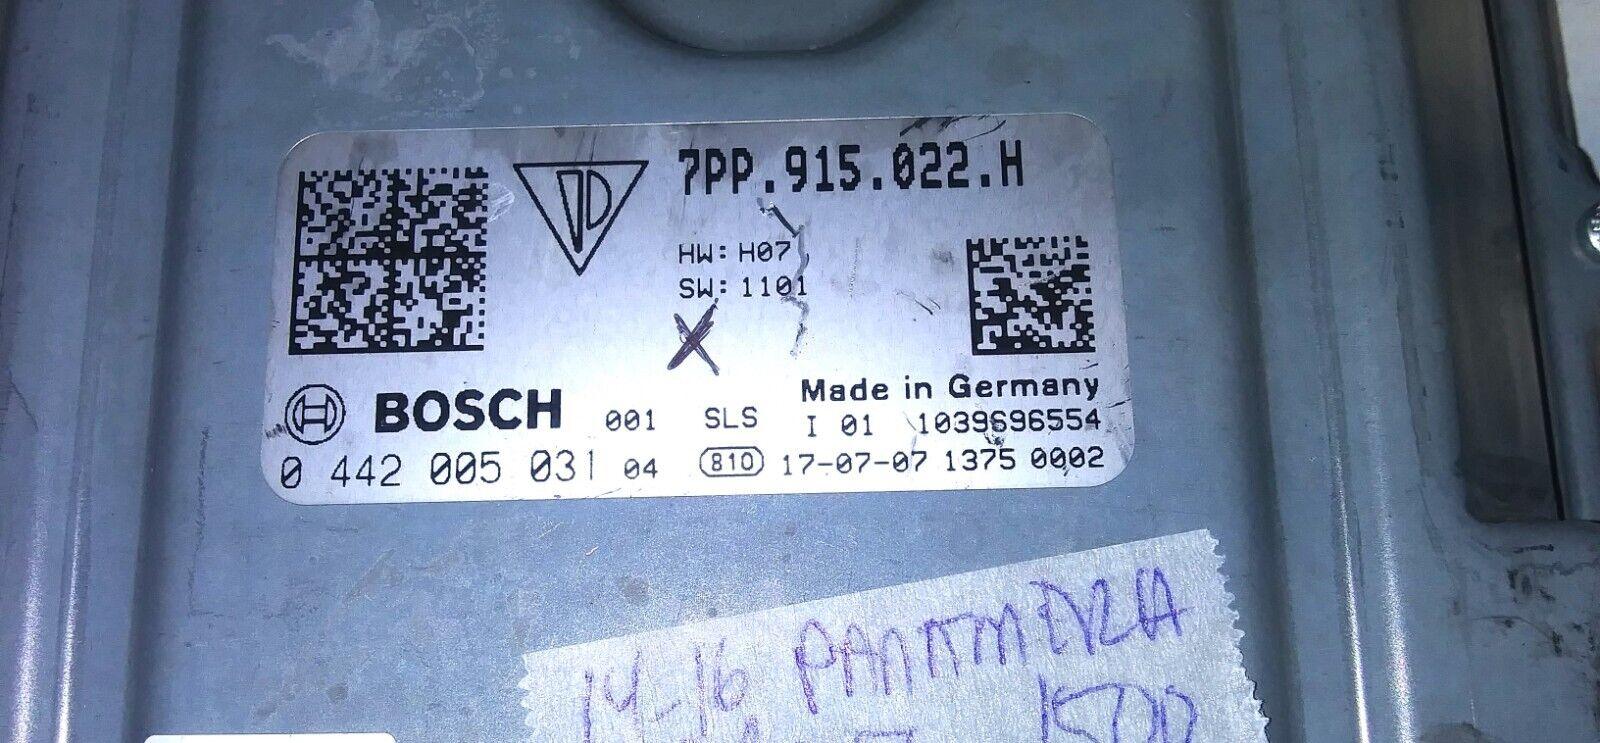 7PP.915.022.H
HW: H07
SW: 1101
Made in Germany
BOSCH 001 SLS I 01 1039696554
0 442 005 031 04 810 17-07-07 1375 0002
14-16 PANAMERA
1500